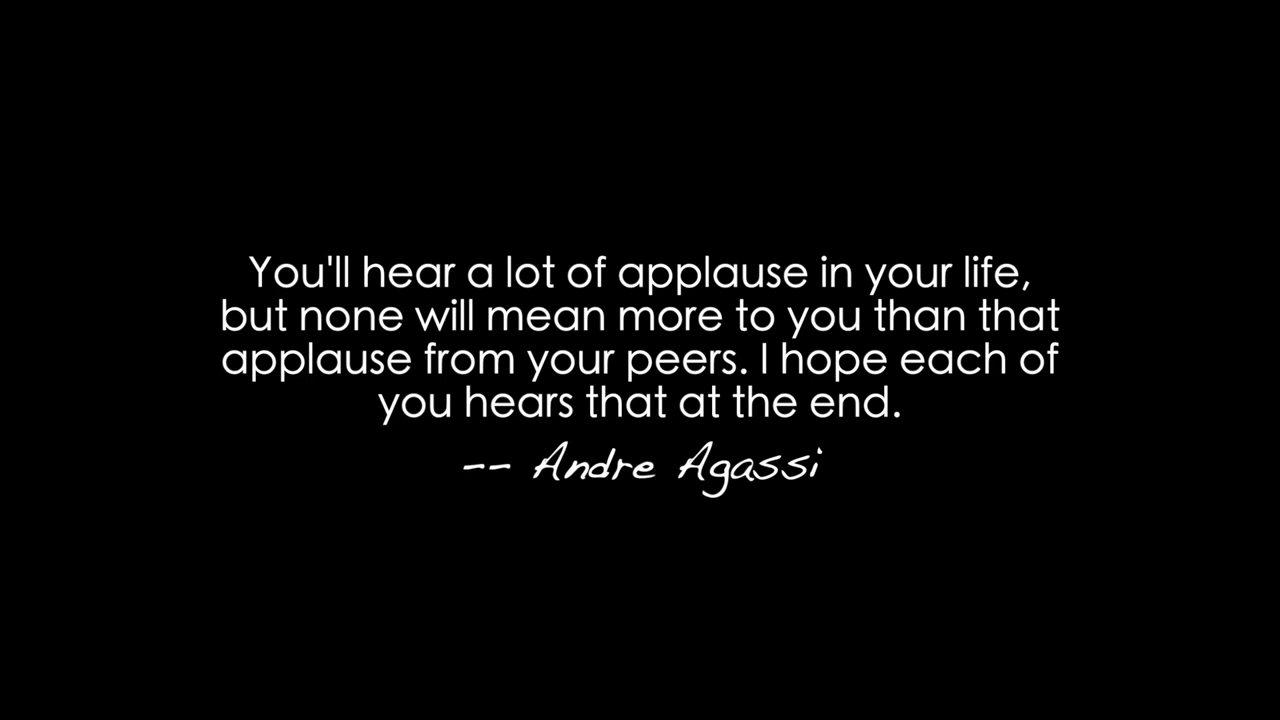 You'll hear a lot of applause in your life,
but none will mean more to you than that
applause from your peers. I hope each of
you hears that at the end.
-- Andre Agassi